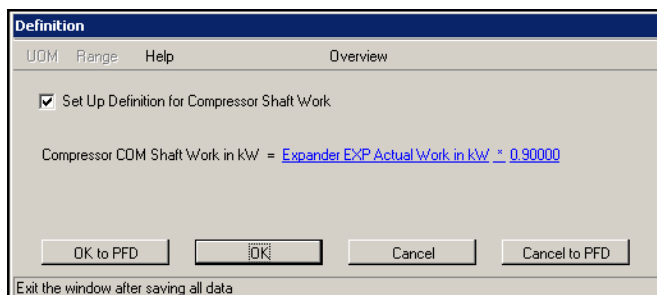 Definition
UOM Range Help Overview
Set Up Definition for Compressor Shaft Work
Compressor COM Shaft Work in kW = Expander EXP Actual Work in kW * 0.90000
OK to PFD OK Cancel Cancel to PFD
Exit the window after saving all data